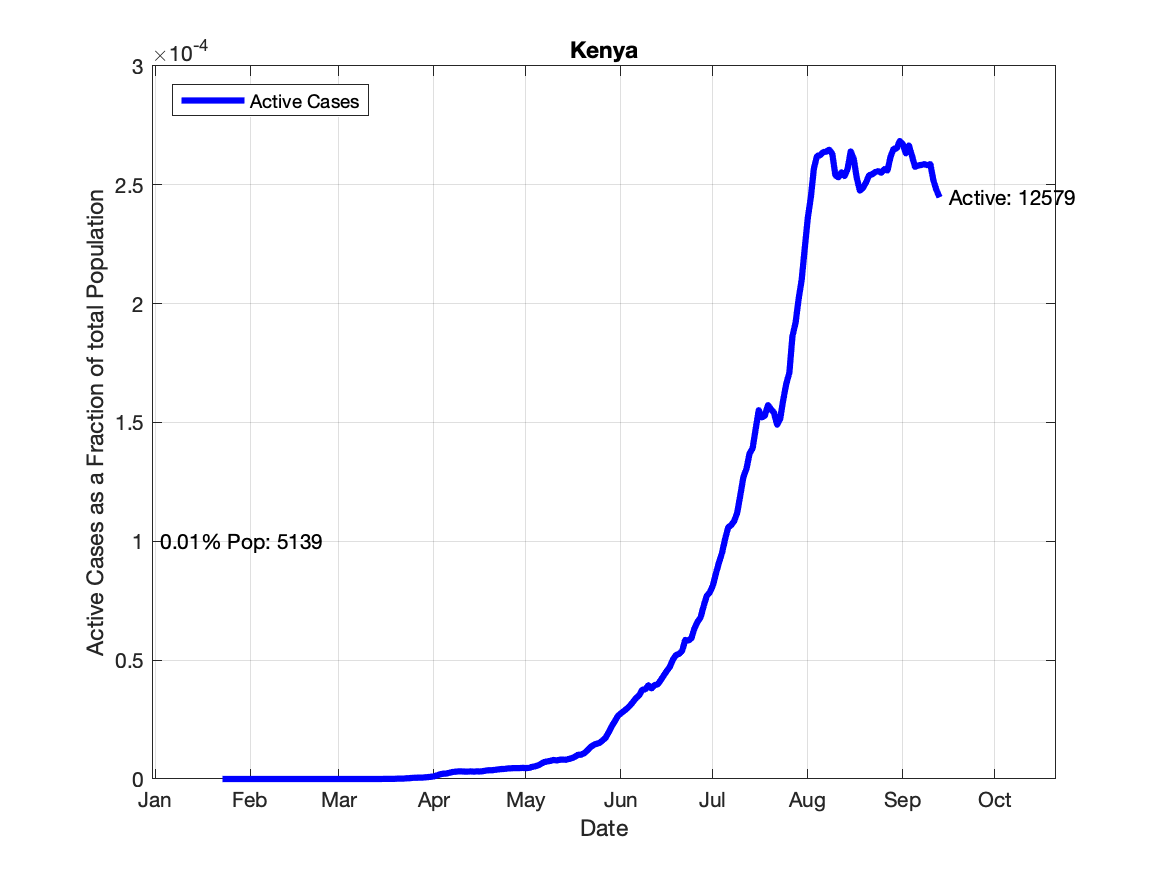 Kenya
×10-4
Active Cases
3
2.5
2
1.5
1
0.5
0
Active Cases as a Fraction of total Population
Active: 12579
0.01% Pop: 5139
Jan Feb Mar Apr May Jun Jul Aug Sep Oct
Date